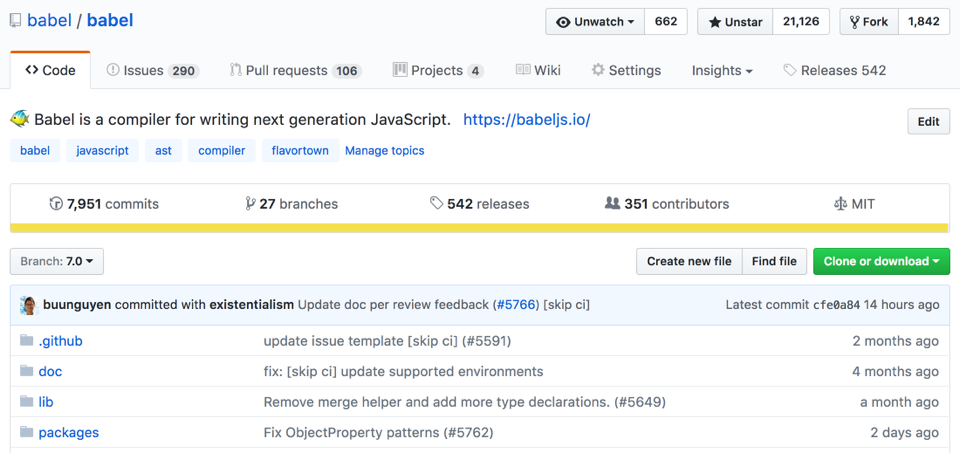 babel / babel Unwatch 662 Unstar 21,126 Fork 1,842
Code Issues 290 Pull requests 106 Projects 4 Wiki Settings Insights Releases 542
Babel is a compiler for writing next generation JavaScript. https://babeljs.io/ Edit
babel javascript ast compiler flavortown Manage topics
7,951 commits 27 branches 542 releases 351 contributors MIT
Branch: 7.0 Create new file Find file Clone or download
buunguyen committed with existentialism Update doc per review feedback (#5766) [skip ci] Latest commit cfe0a84 14 hours ago
.github update issue template [skip ci] (#5591) 2 months ago
doc fix: [skip ci] update supported environments 4 months ago
lib Remove merge helper and add more type declarations. (#5649) a month ago
packages Fix ObjectProperty patterns (#5762) 2 days ago